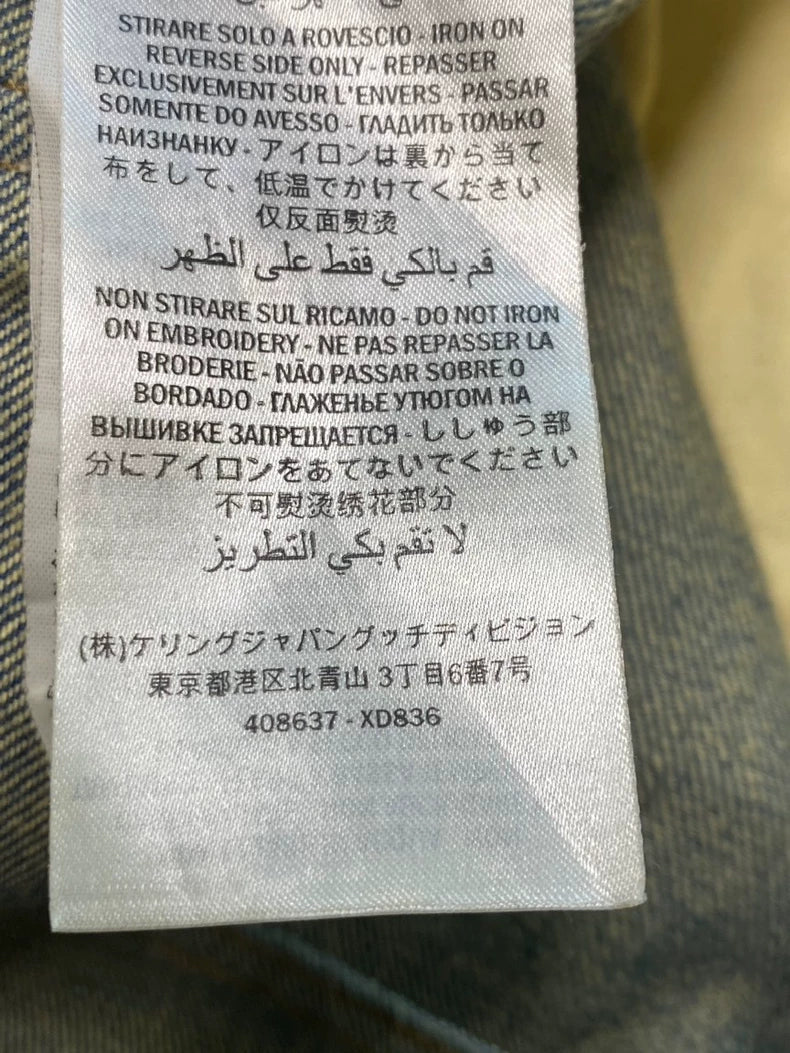 STIRARE SOLO A ROVESCIO - IRON ON
REVERSE SIDE ONLY - REPASSER
EXCLUSIVEMENT SUR L'ENVERS - PASSAR
SOMENTE DO AVESSO - ГЛАДИТЬ ТОЛЬКО
НАИЗНАНКУ - アイロンは裏から当て
布をして、低温でかけてください
仅反面熨烫
قم بالكي فقط على الظهر
NON STIRARE SUL RICAMO - DO NOT IRON
ON EMBROIDERY - NE PAS REPASSER LA
BRODERIE - NÃO PASSAR SOBRE O
BORDADO - ГЛАЖЕНЬЕ УТЮГОМ НА
ВЫШИВКЕ ЗАПРЕЩАЕТСЯ - ししゅう部
分にアイロンをあてないでください
不可熨烫绣花部分
لا تقم بكي التطريز
(株)ケリングジャパングッチディビジョン
東京都港区北青山 3丁目6番7号
408637 - XD836